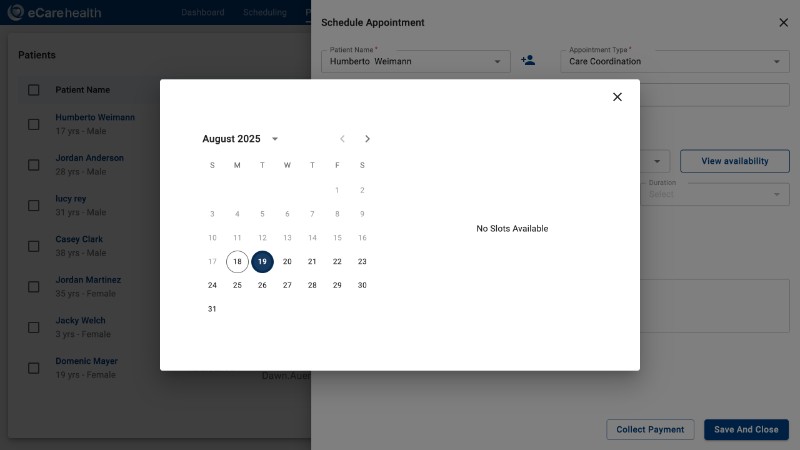 eCarehealth
Dashboard
Scheduling
Schedule Appointment
Patients
Patient Name *
Humberto Weimann
Appointment Type *
Care Coordination
Patient Name
Humberto Weimann
17 yrs - Male
Jordan Anderson
28 yrs - Male
lucy rey
31 yrs - Male
Casey Clark
38 yrs - Male
Jordan Martinez
35 yrs - Female
Jacky Welch
3 yrs - Female
Domenic Mayer
19 yrs - Female
View availability
Duration
Select
August 2025
S M T W T F S
1 2
3 4 5 6 7 8 9
10 11 12 13 14 15 16
17 18 19 20 21 22 23
24 25 26 27 28 29 30
31
No Slots Available
Collect Payment
Save And Close